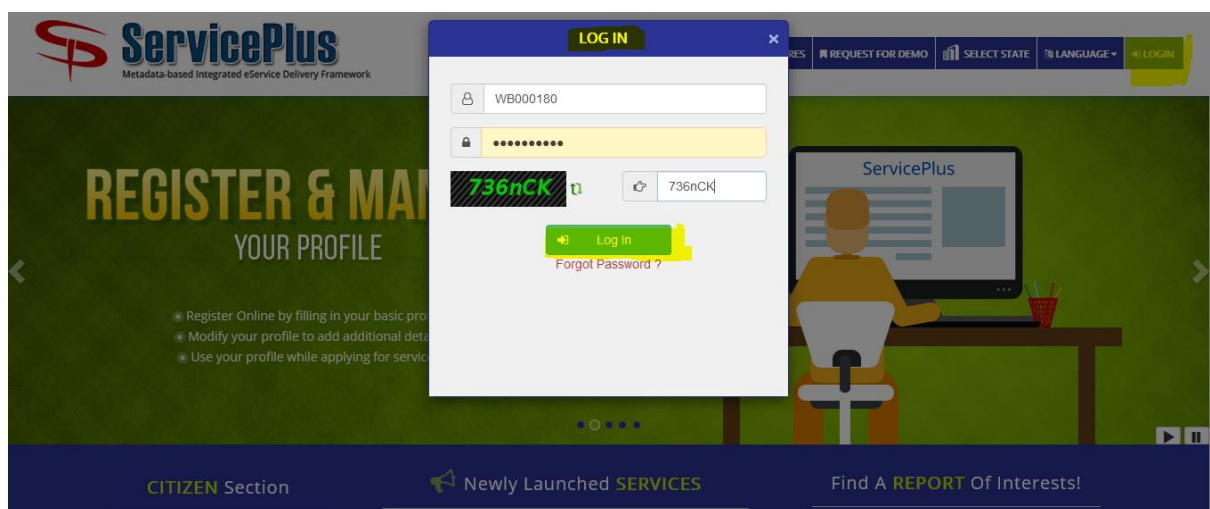 ServicePlus
Metadata-based Integrated eService Delivery Framework
LOG IN ×
RES REQUEST FOR DEMO SELECT STATE LANGUAGE LOGIN
WB000180
••••••••••
736nCK 736nCK
Log In
Forgot Password ?
REGISTER & MA
YOUR PROFILE
Register Online by filling in your basic pro
Modify your profile to add additional deta
Use your profile while applying for servic
ServicePlus
CITIZEN Section
Newly Launched SERVICES
Find A REPORT Of Interests!